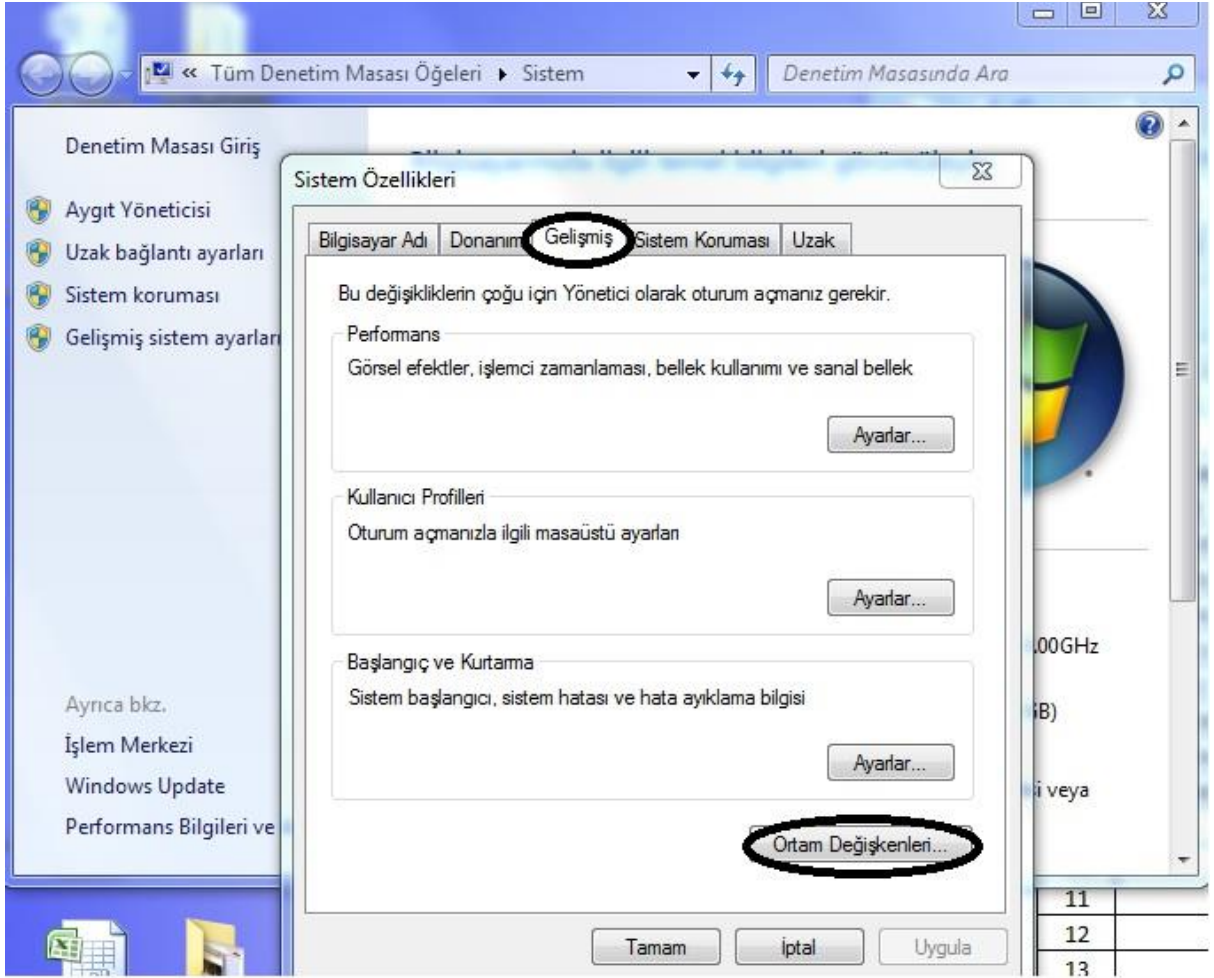 « Tüm Denetim Masası Öğeleri ▸ Sistem
Denetim Masasında Ara
Denetim Masası Giriş
Aygıt Yöneticisi
Uzak bağlantı ayarları
Sistem koruması
Gelişmiş sistem ayarları
Ayrıca bkz.
İşlem Merkezi
Windows Update
Performans Bilgileri ve
Sistem Özellikleri
Bilgisayar Adı Donanım Gelişmiş Sistem Koruması Uzak
Bu değişikliklerin çoğu için Yönetici olarak oturum açmanız gerekir.
Performans
Görsel efektler, işlemci zamanlaması, bellek kullanımı ve sanal bellek
Ayarlar...
Kullanıcı Profilleri
Oturum açmanızla ilgili masaüstü ayarları
Ayarlar...
Başlangıç ve Kurtarma
Sistem başlangıcı, sistem hatası ve hata ayıklama bilgisi
Ayarlar...
Ortam Değişkenleri...
Tamam İptal Uygula
.00GHz
iB)
i veya
11
12
13